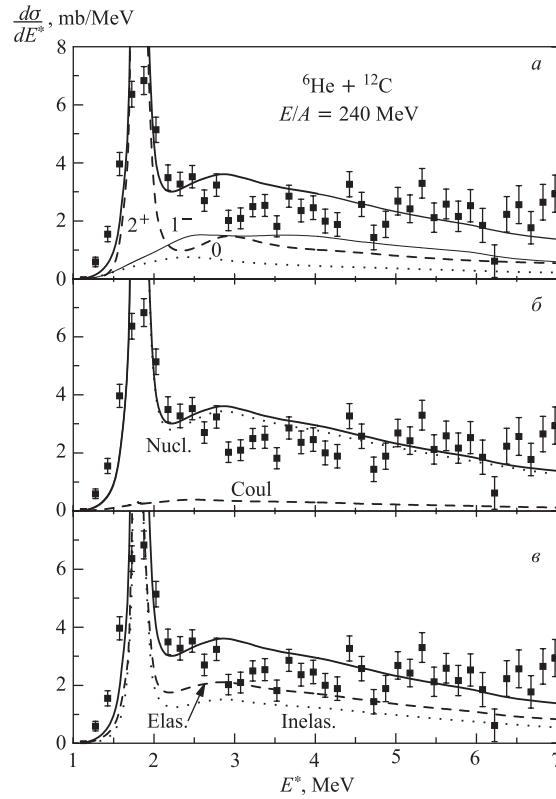 dσ/dE*, mb/MeV
а
⁶He + ¹²C
E/A = 240 MeV
8
6
4
2
0
2⁺
1⁻
0
б
6
4
2
0
Nucl.
Coul
в
6
4
2
0
Elas.
Inelas.
1 2 3 4 5 6 7
E*, MeV